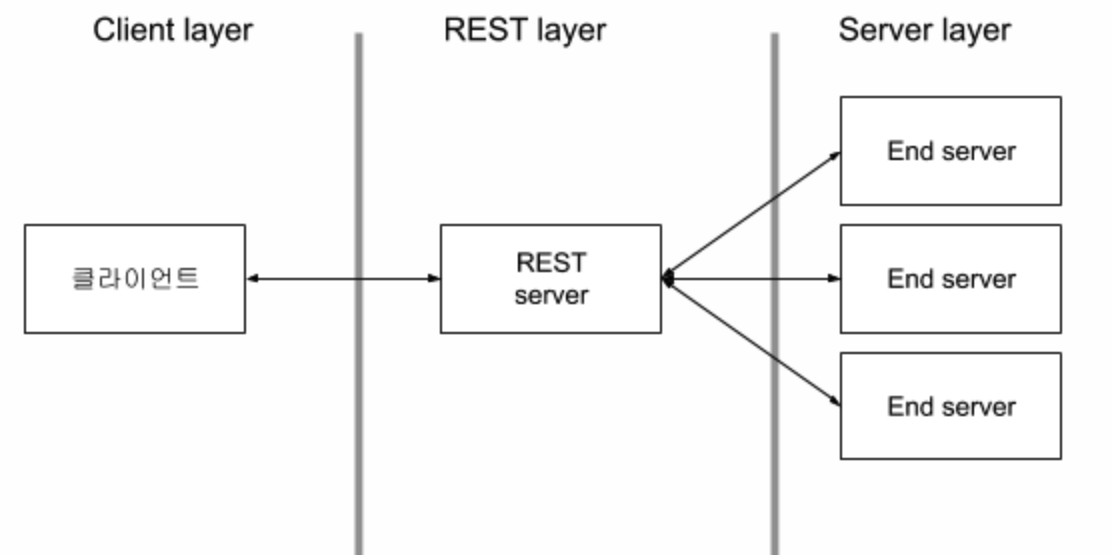 Client layer
REST layer
Server layer
End server
클라이언트
REST
server
End server
End server